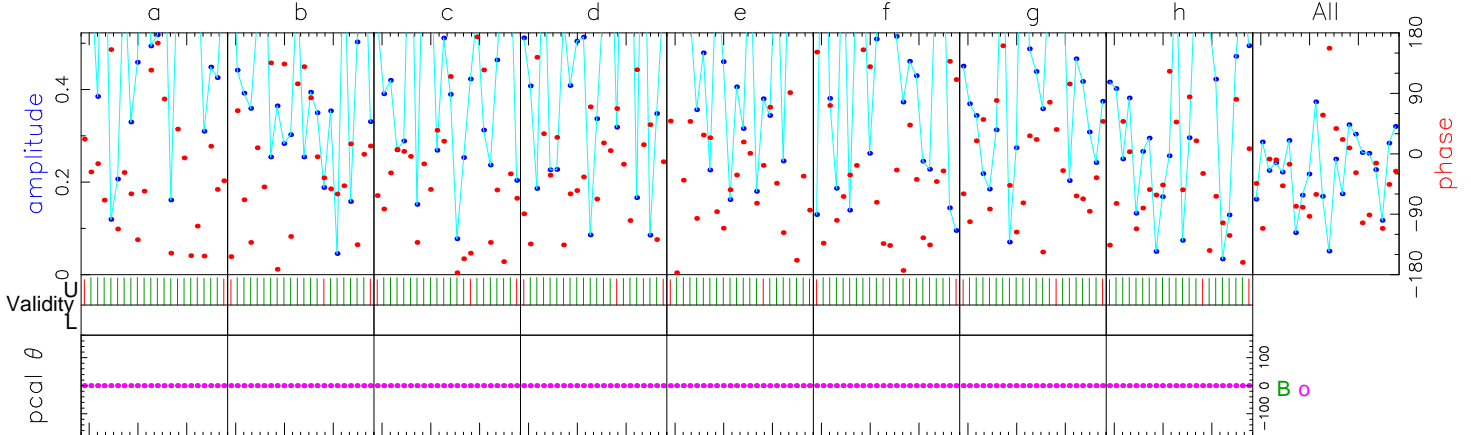 a b c d e f g h All
amplitude
0 0.2 0.4
180 90 0 −90 −180
phase
U
Validity
L
pcal θ
100 0 −100
B o